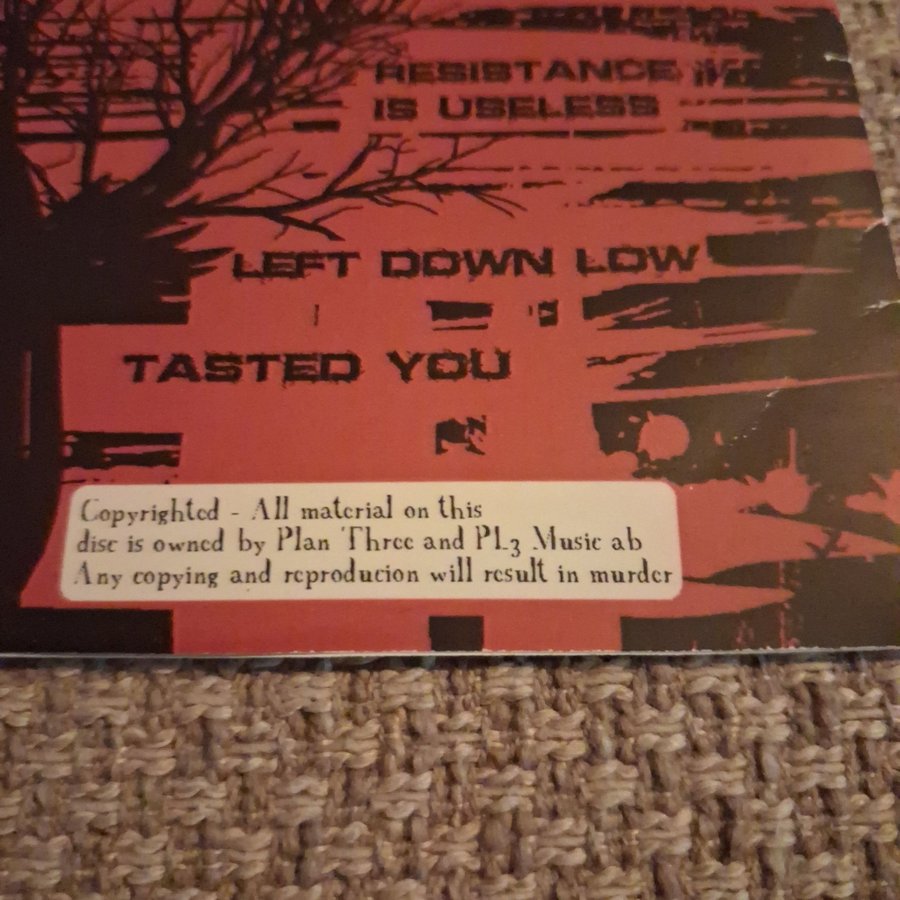 RESISTANCE
IS USELESS
LEFT DOWN LOW
TASTED YOU
Copyrighted - All material on this
disc is owned by Plan Three and PL3 Music ab
Any copying and reproducion will result in murder